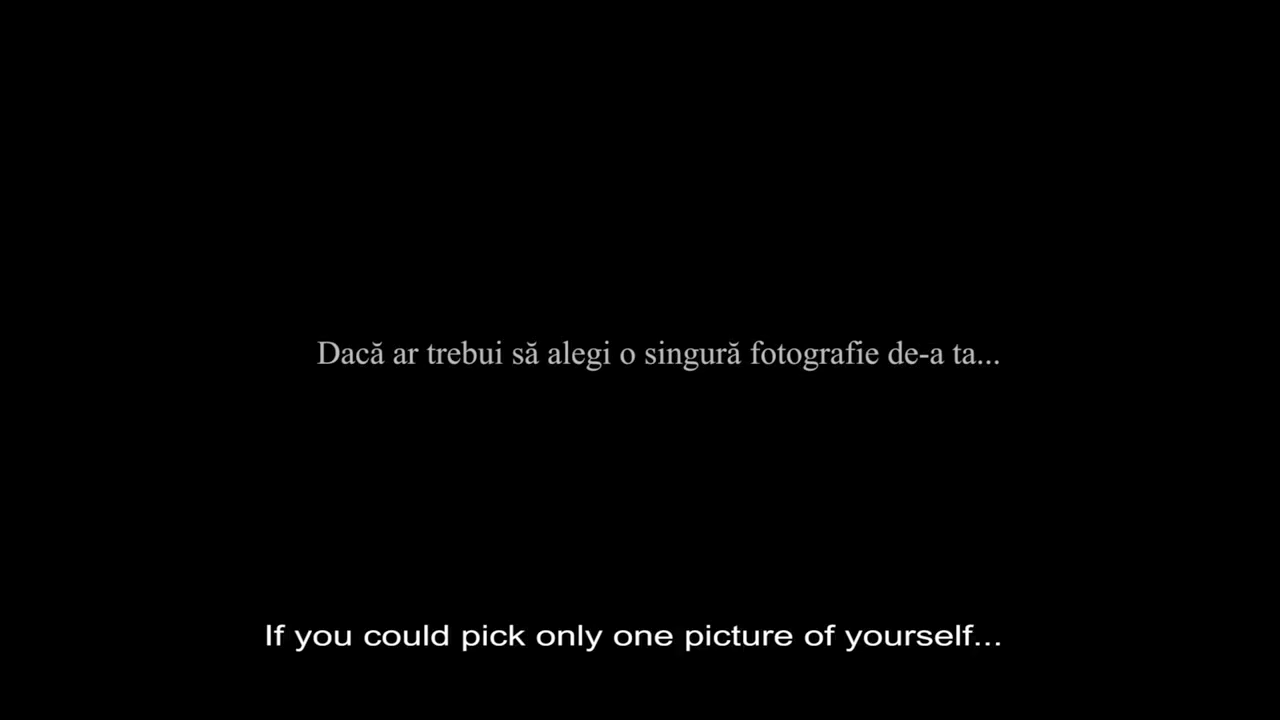 Dacă ar trebui să alegi o singură fotografie de-a ta...
If you could pick only one picture of yourself...